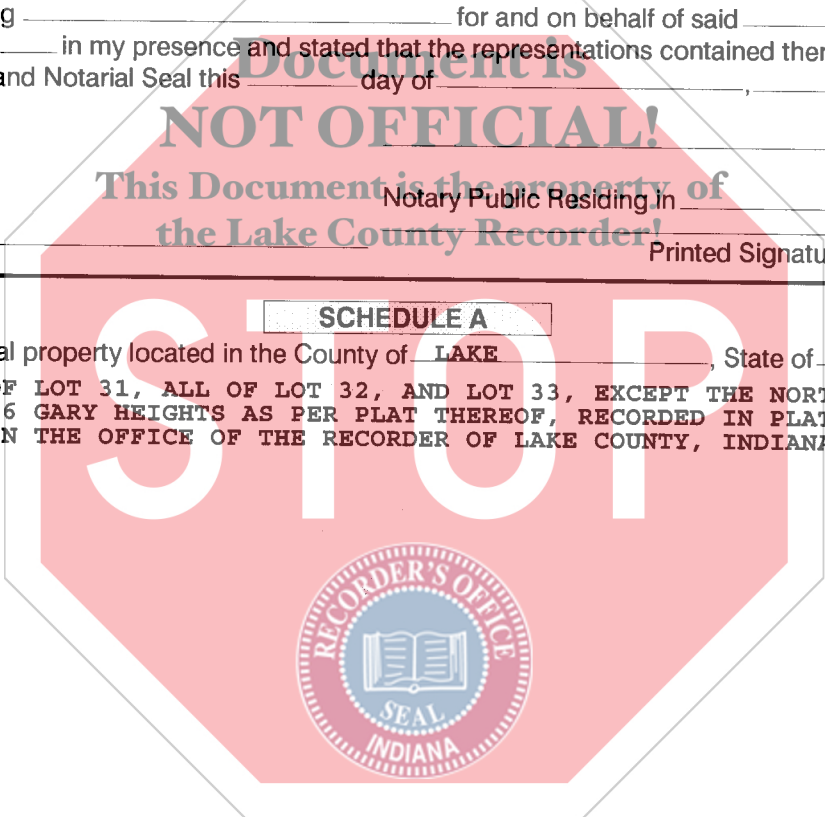 g for and on behalf of said
in my presence and stated that the representations contained ther
and Notarial Seal this day of ,
Document is
NOT OFFICIAL!
This Document is the property of
the Lake County Recorder!
Notary Public Residing in
Printed Signatu
SCHEDULE A
al property located in the County of LAKE , State of
OF LOT 31, ALL OF LOT 32, AND LOT 33, EXCEPT THE NORT
6 GARY HEIGHTS AS PER PLAT THEREOF, RECORDED IN PLAT
N THE OFFICE OF THE RECORDER OF LAKE COUNTY, INDIANA
STOP
RECORDER'S OFFICE
SEAL
INDIANA